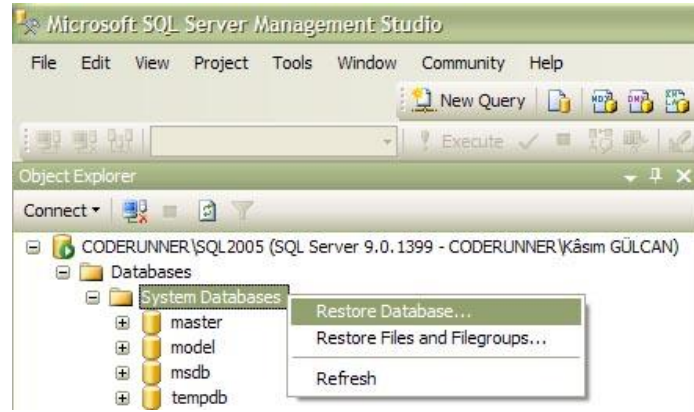 Microsoft SQL Server Management Studio
File Edit View Project Tools Window Community Help
New Query
Execute
Object Explorer
Connect
CODERUNNER\SQL2005 (SQL Server 9.0.1399 - CODERUNNER\Kâsım GÜLCAN)
Databases
System Databases
Restore Database...
master
Restore Files and Filegroups...
model
msdb
Refresh
tempdb